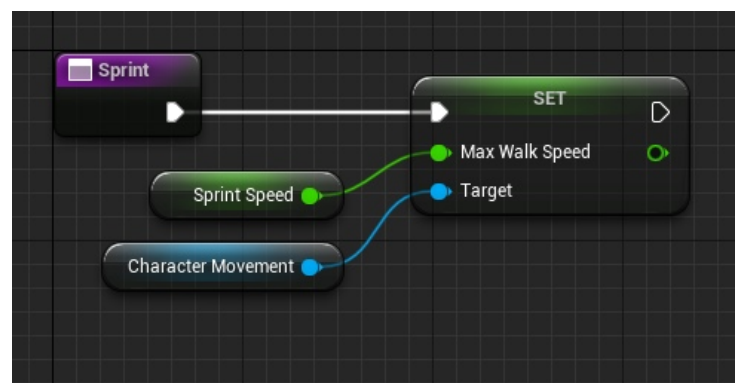 Sprint
SET
Max Walk Speed
Sprint Speed
Target
Character Movement